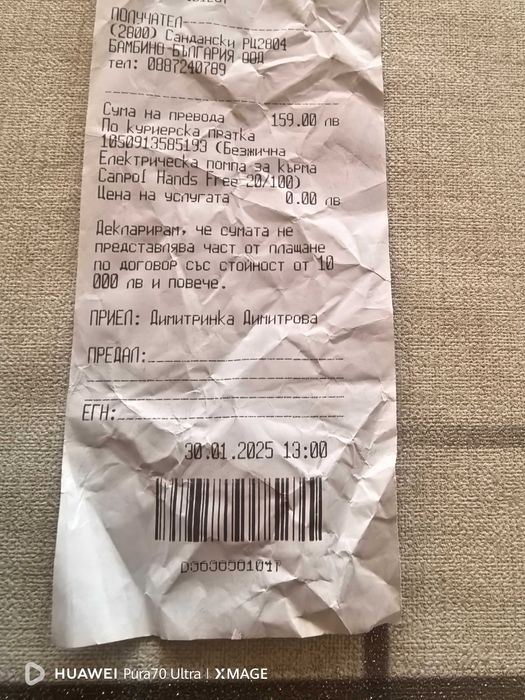 ПОЛУЧАТЕЛ
(2800) Сандански РЦ2804
БАМБИНО БЪЛГАРИЯ ООД
тел: 0887240789
Сума на превода 159.00 лв
По куриерска пратка
1050913585193 (Безжична
Електрическа помпа за кърма
Canpol Hands Free 20/100)
Цена на услугата 0.00 лв
Декларирам, че сумата не
представлява част от плащане
по договор със стойност от 10
000 лв и повече.
ПРИЕЛ: Димитринка Димитрова
ПРЕДАЛ:
ЕГН:
30.01.2025 13:00
HUAWEI Pura70 Ultra | XMAGE